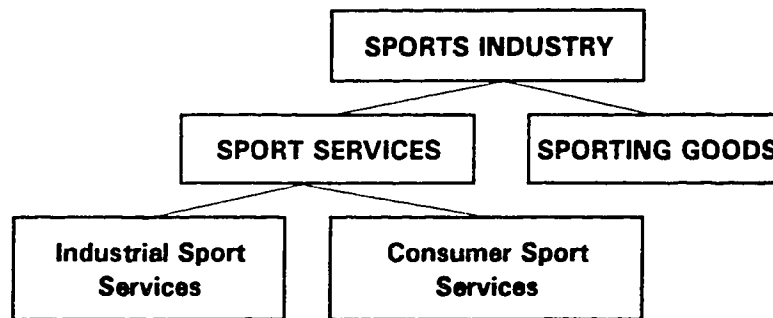 SPORTS INDUSTRY
SPORT SERVICES
SPORTING GOODS
Industrial Sport
Services
Consumer Sport
Services